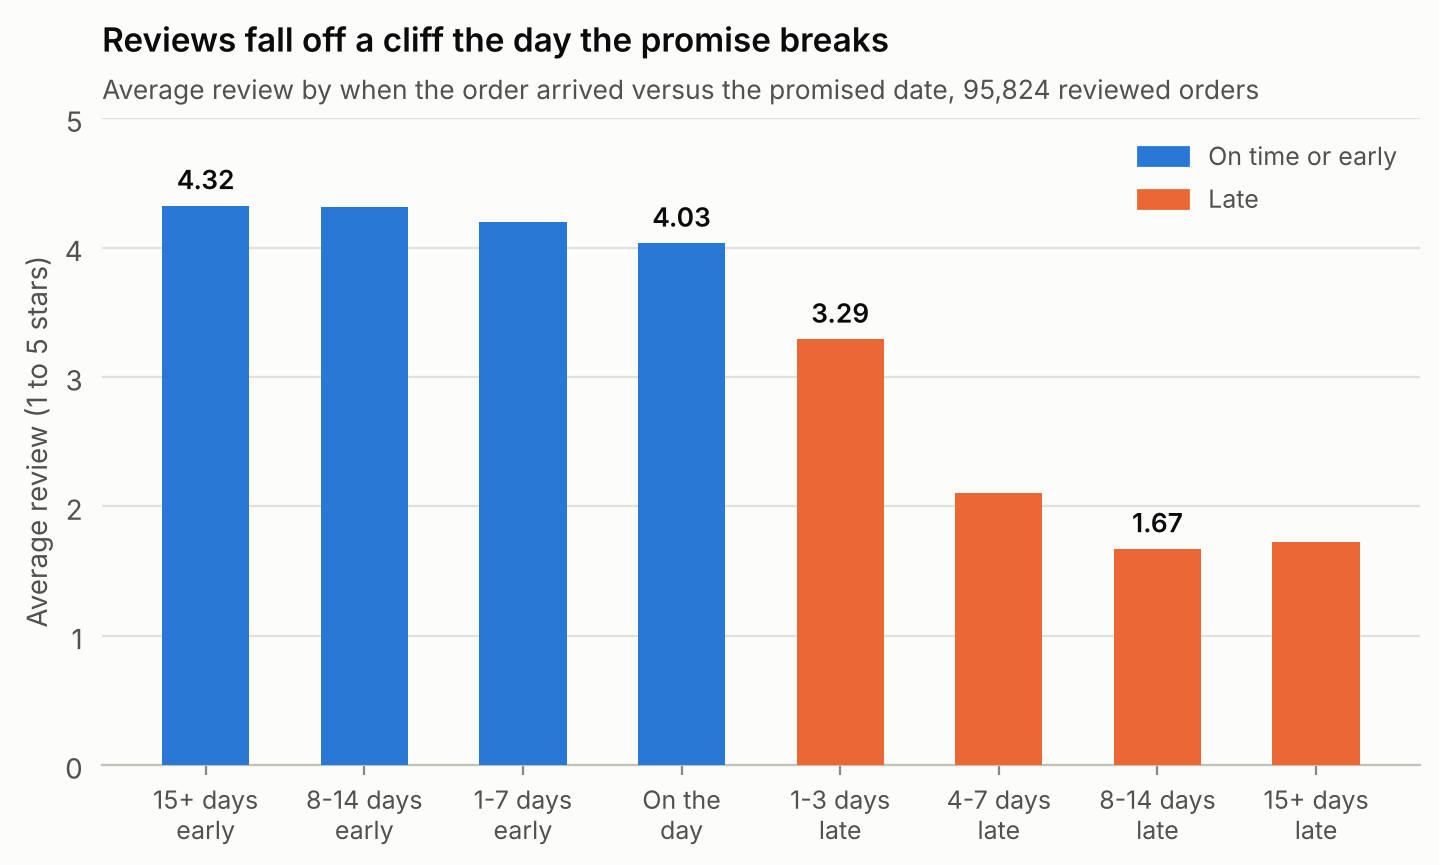 Reviews fall off a cliff the day the promise breaks
Average review by when the order arrived versus the promised date, 95,824 reviewed orders
On time or early
Late
Average review (1 to 5 stars)
5
4
3
2
1
0
4.32
4.03
3.29
1.67
15+ days
early
8-14 days
early
1-7 days
early
On the
day
1-3 days
late
4-7 days
late
8-14 days
late
15+ days
late